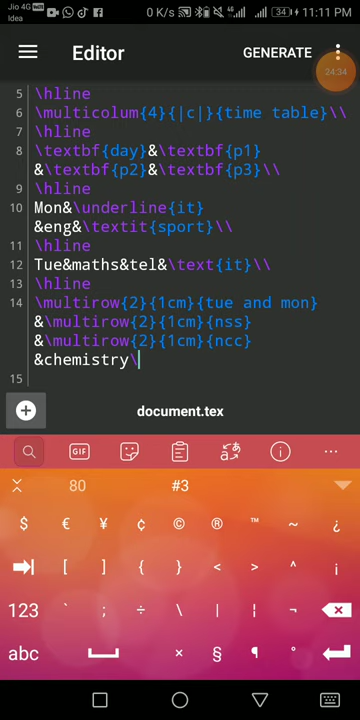 Jio 4G
Idea
0 K/s
4G
34
11:11 PM
Editor
GENERATE
24:34
5 \hline
6 \multicolum{4}{|c|}{time table}\\
7 \hline
8 \textbf{day}&\textbf{p1}
&\textbf{p2}&\textbf{p3}\\
9 \hline
10 Mon&\underline{it}
&eng&\textit{sport}\\
11 \hline
12 Tue&maths&tel&\text{it}\\
13 \hline
14 \multirow{2}{1cm}{tue and mon}
&\multirow{2}{1cm}{nss}
&\multirow{2}{1cm}{ncc}
&chemistry\
15
document.tex
GIF
80 #3
$ € ¥ ¢ © ® ™ ~ ¿
[ ] { } < > ^ ¡
123 ` ; ÷ \ | ¦ ¬
abc × § ¶ °